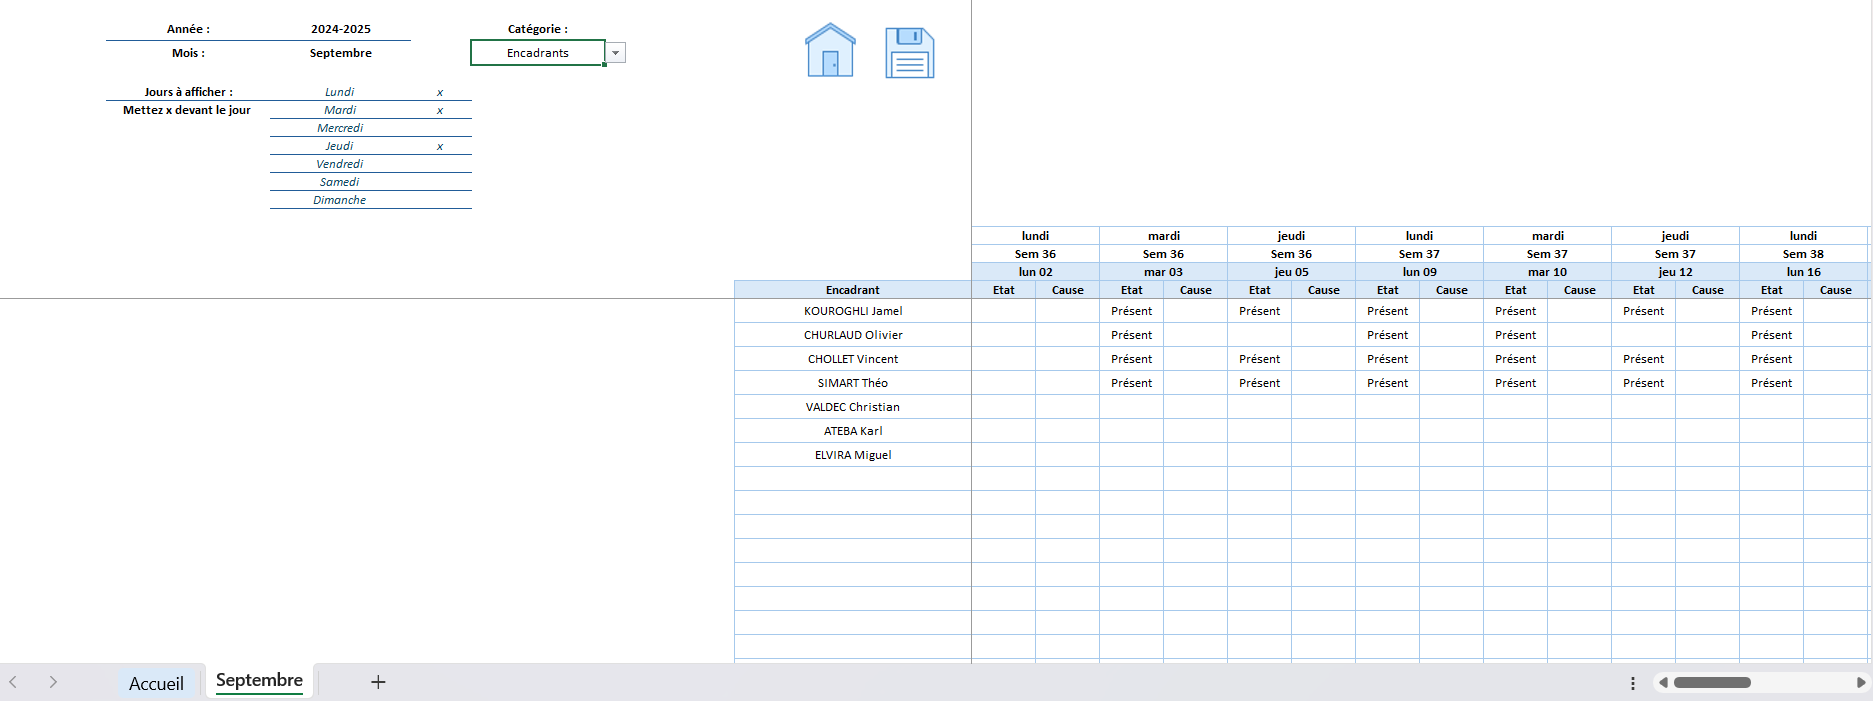 Année : 2024-2025 Catégorie :
Mois : Septembre Encadrants
Jours à afficher : Lundi x
Mettez x devant le jour Mardi x
Mercredi
Jeudi x
Vendredi
Samedi
Dimanche
lundi mardi jeudi lundi mardi jeudi lundi
Sem 36 Sem 36 Sem 36 Sem 37 Sem 37 Sem 37 Sem 38
lun 02 mar 03 jeu 05 lun 09 mar 10 jeu 12 lun 16
Encadrant Etat Cause Etat Cause Etat Cause Etat Cause Etat Cause Etat Cause Etat Cause
KOUROGHLI Jamel Présent Présent Présent Présent Présent Présent
CHURLAUD Olivier Présent Présent Présent Présent
CHOLLET Vincent Présent Présent Présent Présent Présent Présent
SIMART Théo Présent Présent Présent Présent Présent Présent
VALDEC Christian
ATEBA Karl
ELVIRA Miguel
Accueil Septembre